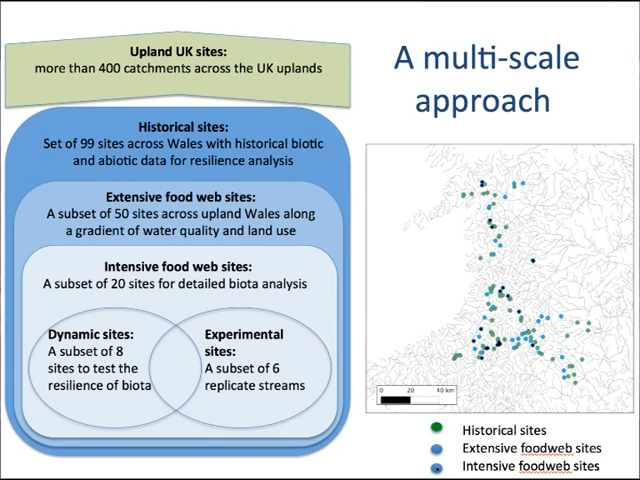 Upland UK sites:
more than 400 catchments across the UK uplands
A multi-scale
approach
Historical sites:
Set of 99 sites across Wales with historical biotic
and abiotic data for resilience analysis
Extensive food web sites:
A subset of 50 sites across upland Wales along
a gradient of water quality and land use
Intensive food web sites:
A subset of 20 sites for detailed biota analysis
Dynamic sites:
A subset of 8
sites to test the
resilience of biota
Experimental
sites:
A subset of 6
replicate streams
0 20 40 km
Historical sites
Extensive foodweb sites
Intensive foodweb sites